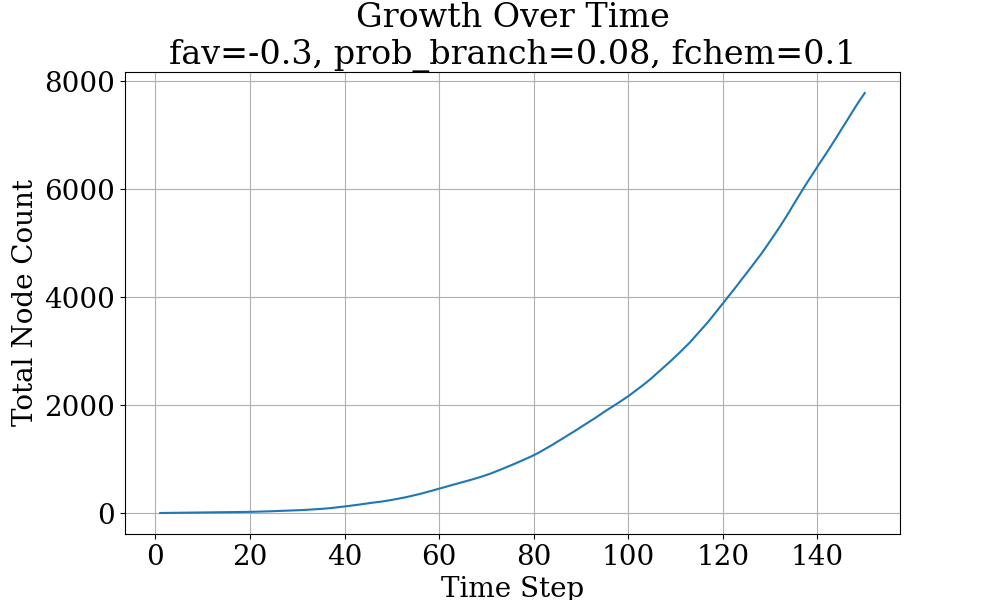 Growth Over Time
fav=-0.3, prob_branch=0.08, fchem=0.1
8000
6000
4000
2000
0
Total Node Count
0 20 40 60 80 100 120 140
Time Step